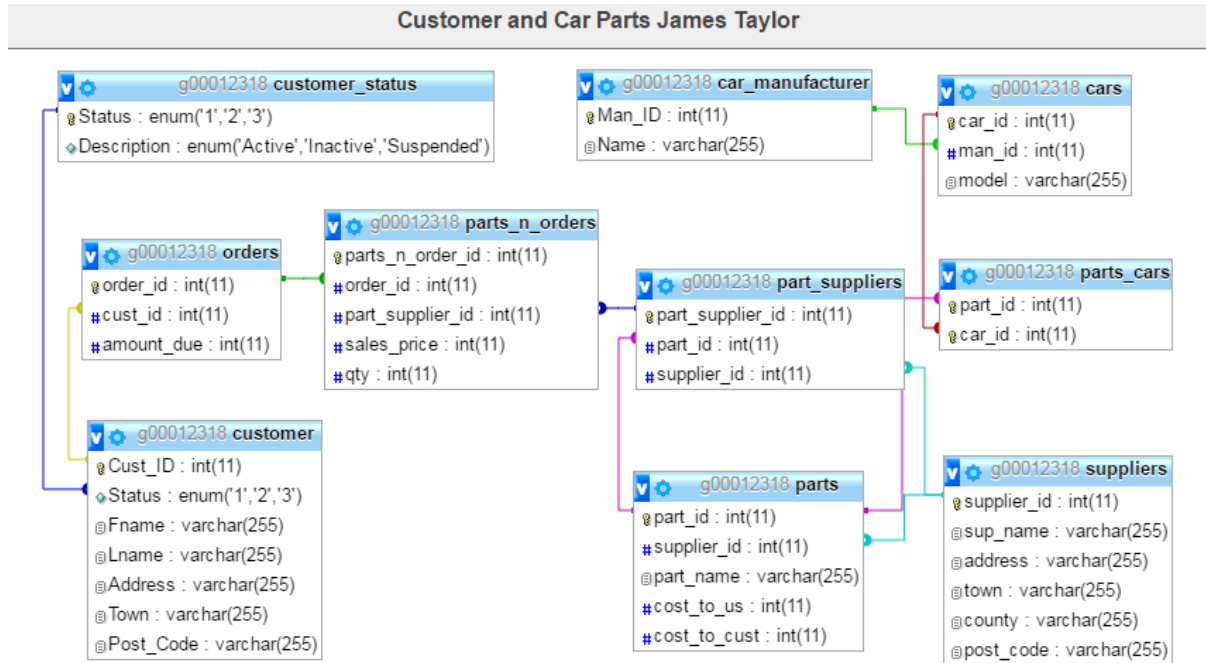 Customer and Car Parts James Taylor
g00012318 customer_status
Status : enum('1','2','3')
Description : enum('Active','Inactive','Suspended')
g00012318 car_manufacturer
Man_ID : int(11)
Name : varchar(255)
g00012318 cars
car_id : int(11)
man_id : int(11)
model : varchar(255)
g00012318 orders
order_id : int(11)
cust_id : int(11)
amount_due : int(11)
g00012318 parts_n_orders
parts_n_order_id : int(11)
order_id : int(11)
part_supplier_id : int(11)
sales_price : int(11)
qty : int(11)
g00012318 part_suppliers
part_supplier_id : int(11)
part_id : int(11)
supplier_id : int(11)
g00012318 parts_cars
part_id : int(11)
car_id : int(11)
g00012318 customer
Cust_ID : int(11)
Status : enum('1','2','3')
Fname : varchar(255)
Lname : varchar(255)
Address : varchar(255)
Town : varchar(255)
Post_Code : varchar(255)
g00012318 parts
part_id : int(11)
supplier_id : int(11)
part_name : varchar(255)
cost_to_us : int(11)
cost_to_cust : int(11)
g00012318 suppliers
supplier_id : int(11)
sup_name : varchar(255)
address : varchar(255)
town : varchar(255)
county : varchar(255)
post_code : varchar(255)